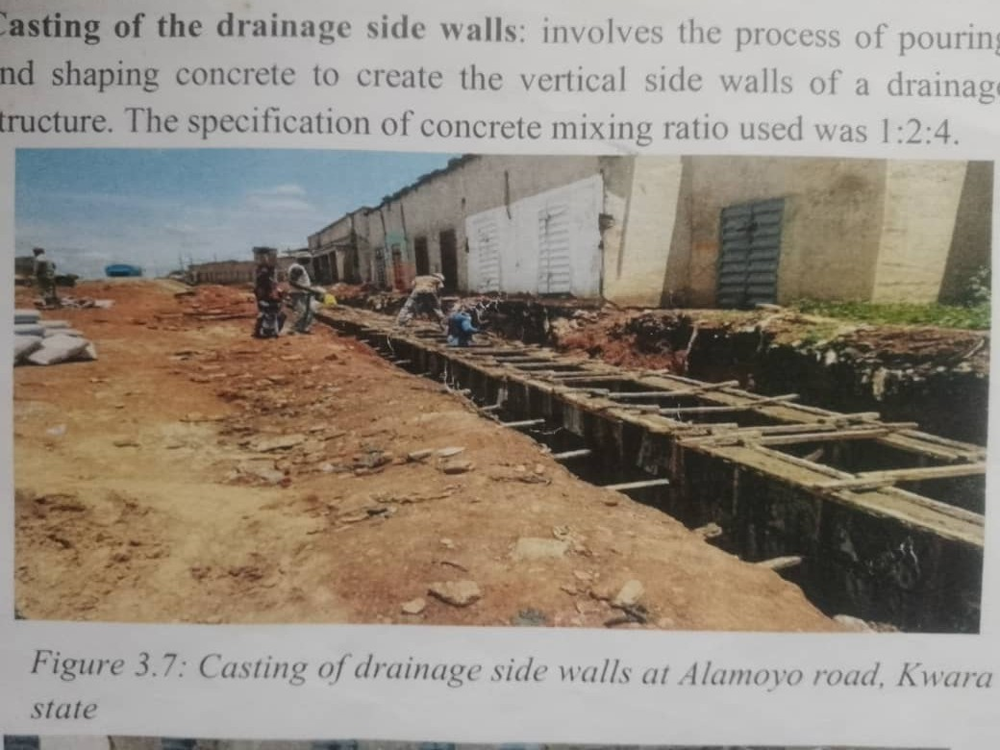 Casting of the drainage side walls: involves the process of pouring
nd shaping concrete to create the vertical side walls of a drainage
tructure. The specification of concrete mixing ratio used was 1:2:4.
Figure 3.7: Casting of drainage side walls at Alamoyo road, Kwara
state